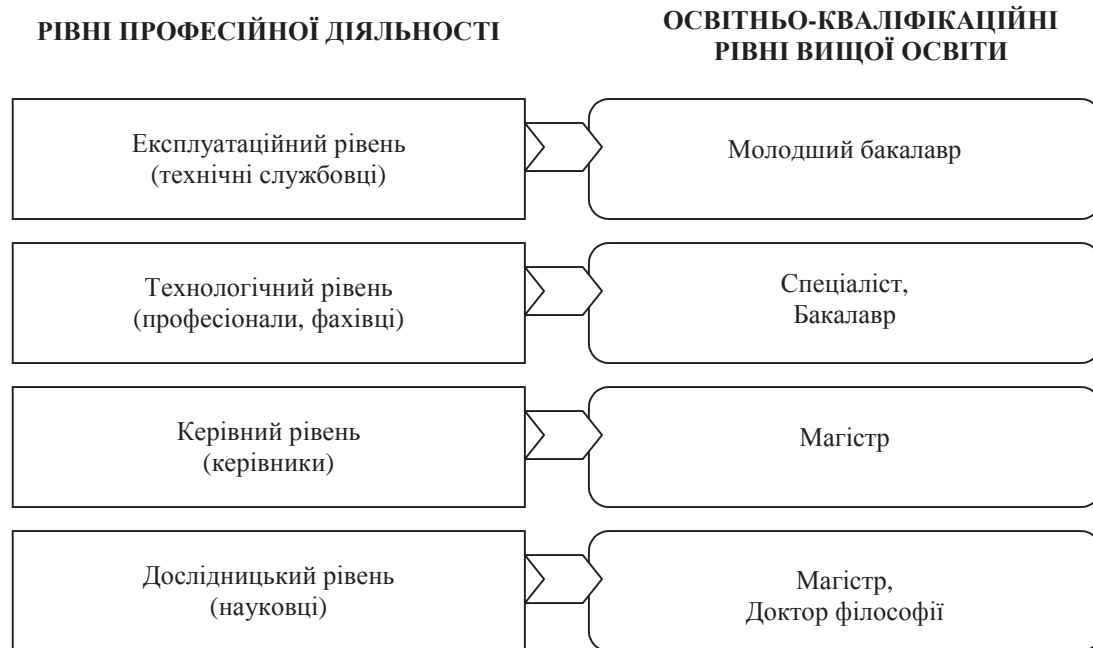 РІВНІ ПРОФЕСІЙНОЇ ДІЯЛЬНОСТІ
ОСВІТНЬО-КВАЛІФІКАЦІЙНІ
РІВНІ ВИЩОЇ ОСВІТИ
Експлуатаційний рівень
(технічні службовці)
Молодший бакалавр
Технологічний рівень
(професіонали, фахівці)
Спеціаліст,
Бакалавр
Керівний рівень
(керівники)
Магістр
Дослідницький рівень
(науковці)
Магістр,
Доктор філософії